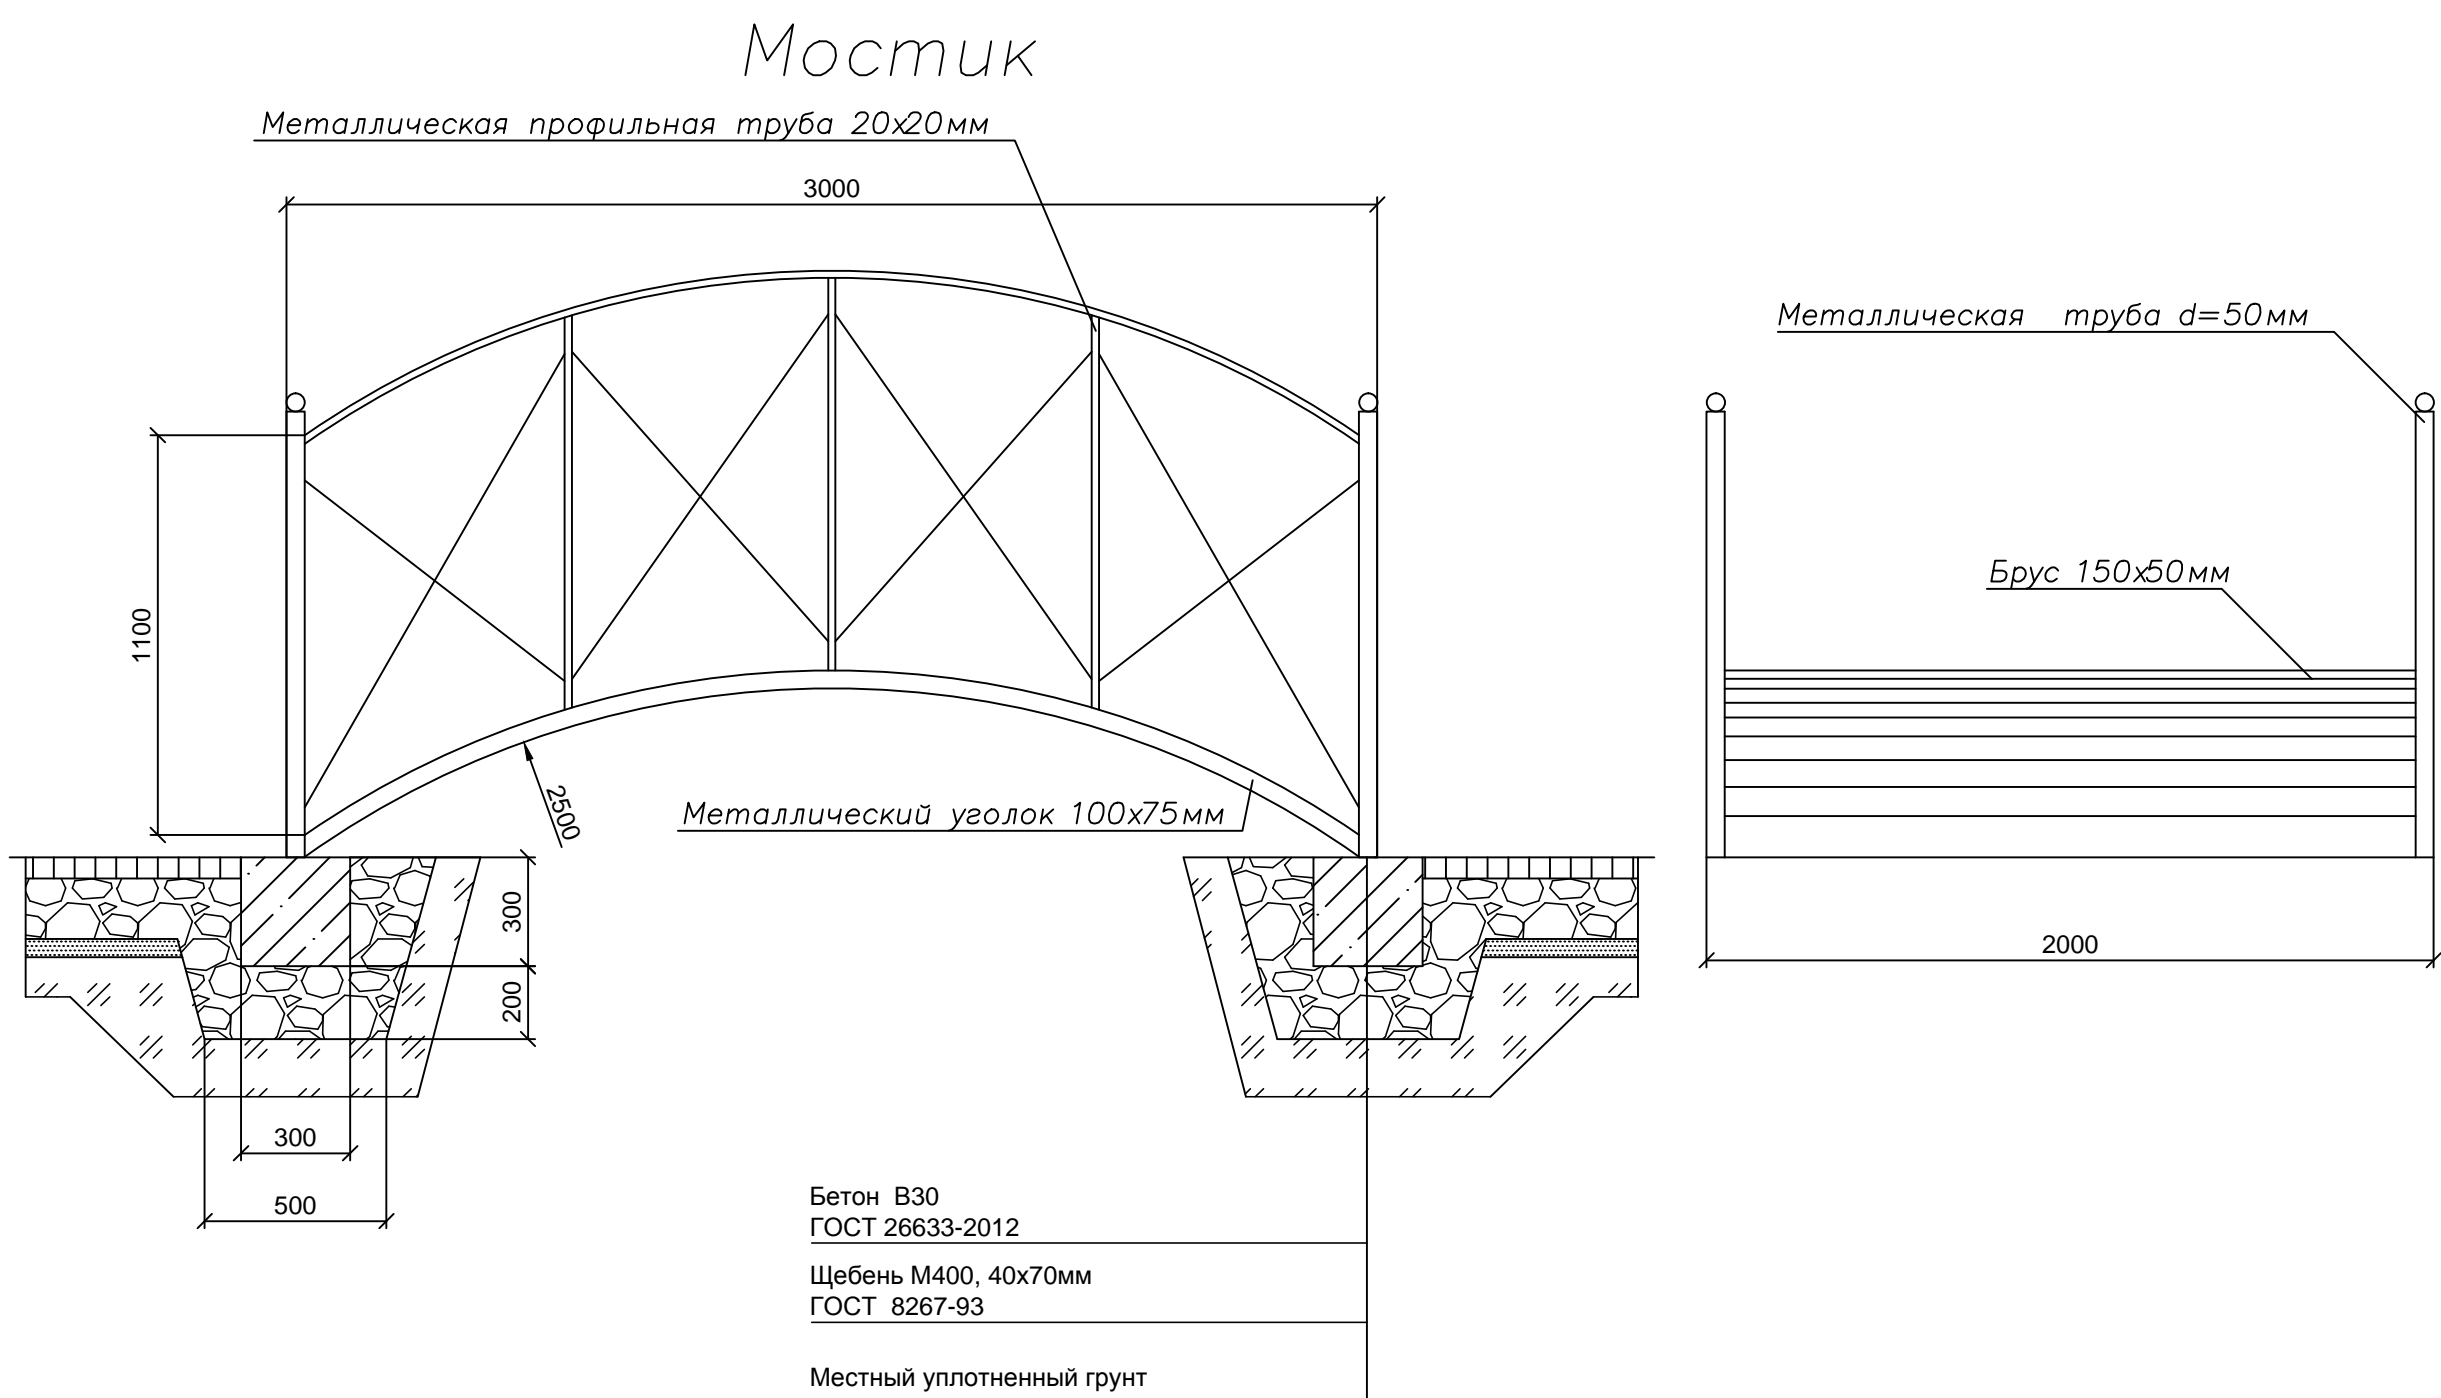 Мостик
Металлическая профильная труба 20х20мм
3000
Металлическая труба d=50мм
Брус 150х50мм
1100
2500
Металлический уголок 100х75мм
300
200
2000
300
500
Бетон В30
ГОСТ 26633-2012
Щебень М400, 40х70мм
ГОСТ 8267-93
Местный уплотненный грунт